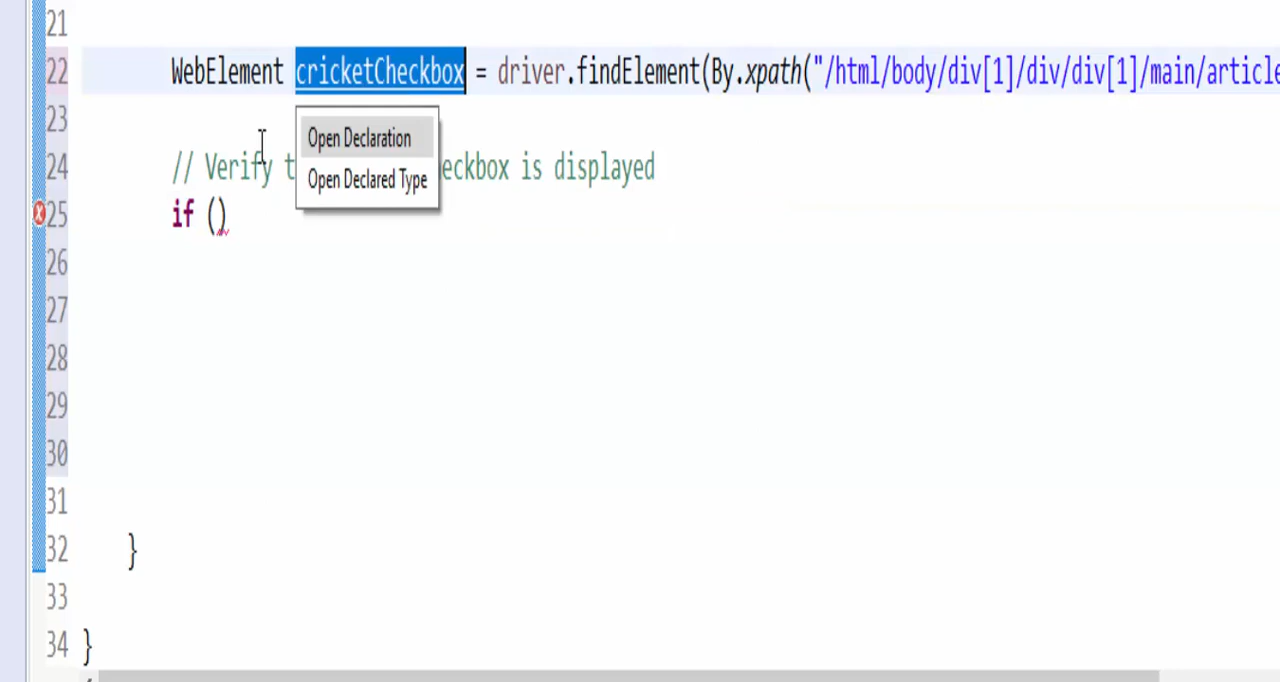 21
22 WebElement cricketCheckbox = driver.findElement(By.xpath("/html/body/div[1]/div/div[1]/main/article
23
Open Declaration
24 // Verify t eckbox is displayed
Open Declared Type
25 if ()
26
27
28
29
30
31
32 }
33
34 }